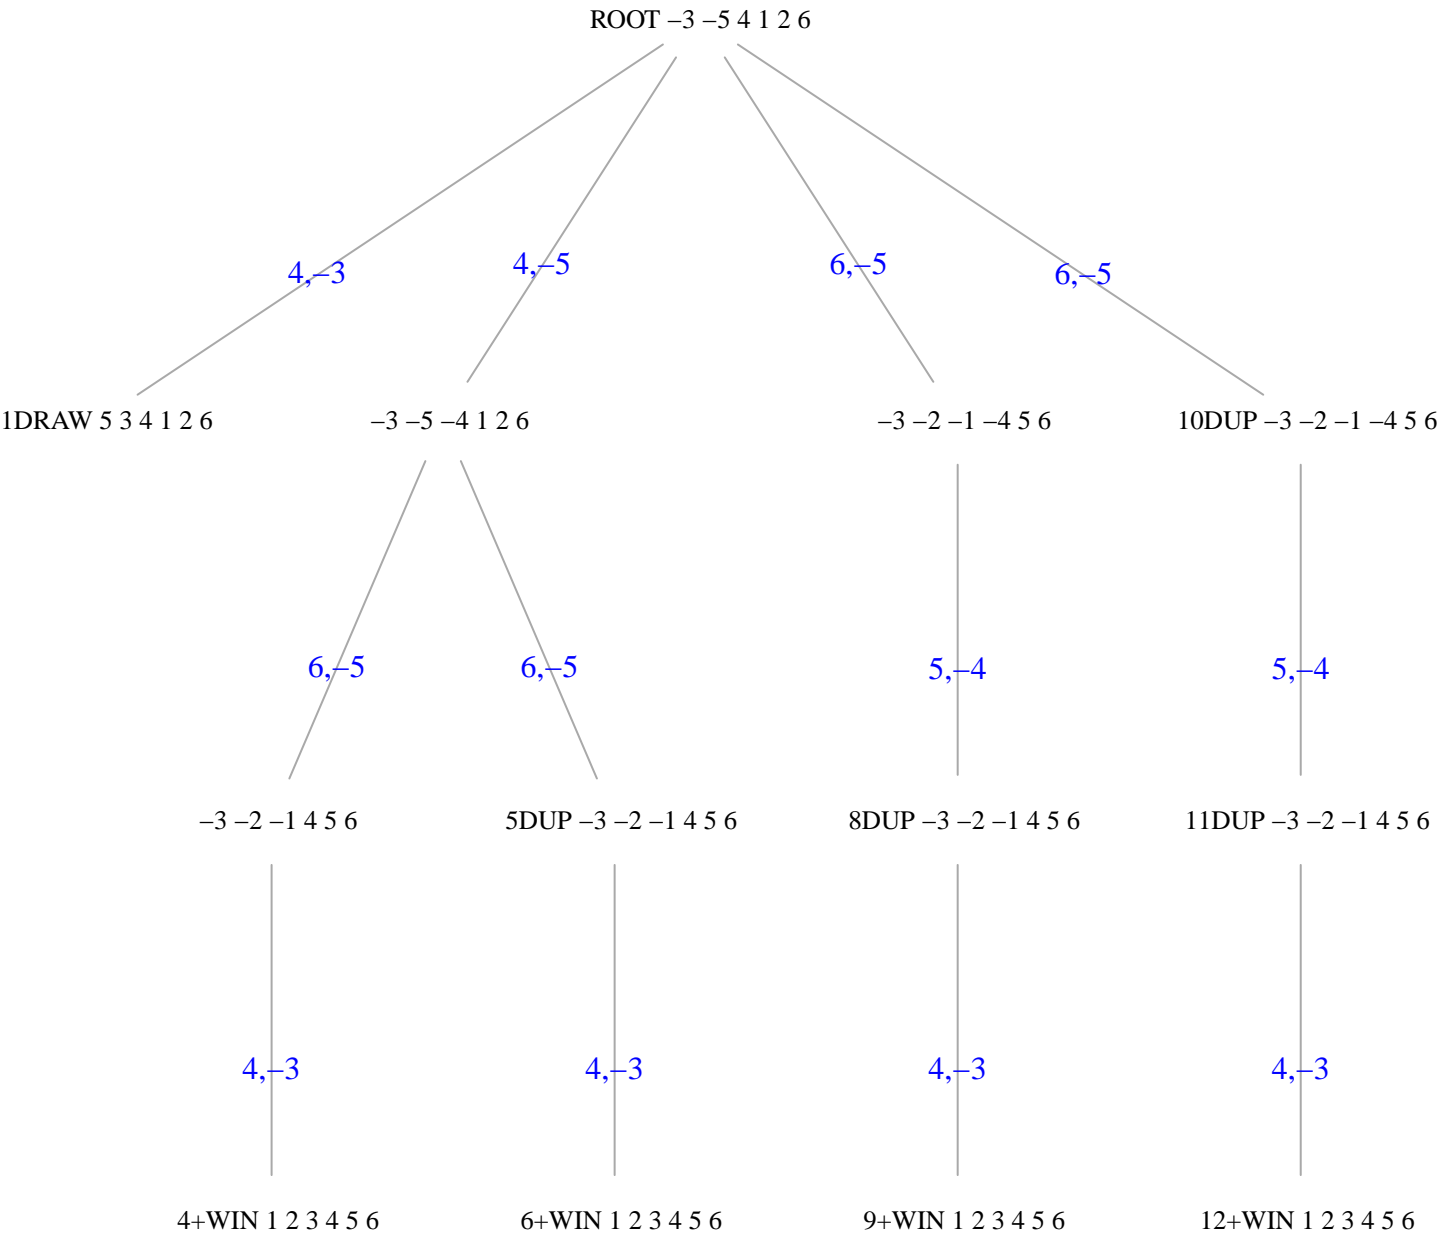 ROOT –3 –5 4 1 2 6
4,–3
4,–5
6,–5
6,–5
1DRAW 5 3 4 1 2 6
–3 –5 –4 1 2 6
–3 –2 –1 –4 5 6
10DUP –3 –2 –1 –4 5 6
6,–5
6,–5
5,–4
5,–4
–3 –2 –1 4 5 6
5DUP –3 –2 –1 4 5 6
8DUP –3 –2 –1 4 5 6
11DUP –3 –2 –1 4 5 6
4,–3
4,–3
4,–3
4,–3
4+WIN 1 2 3 4 5 6
6+WIN 1 2 3 4 5 6
9+WIN 1 2 3 4 5 6
12+WIN 1 2 3 4 5 6